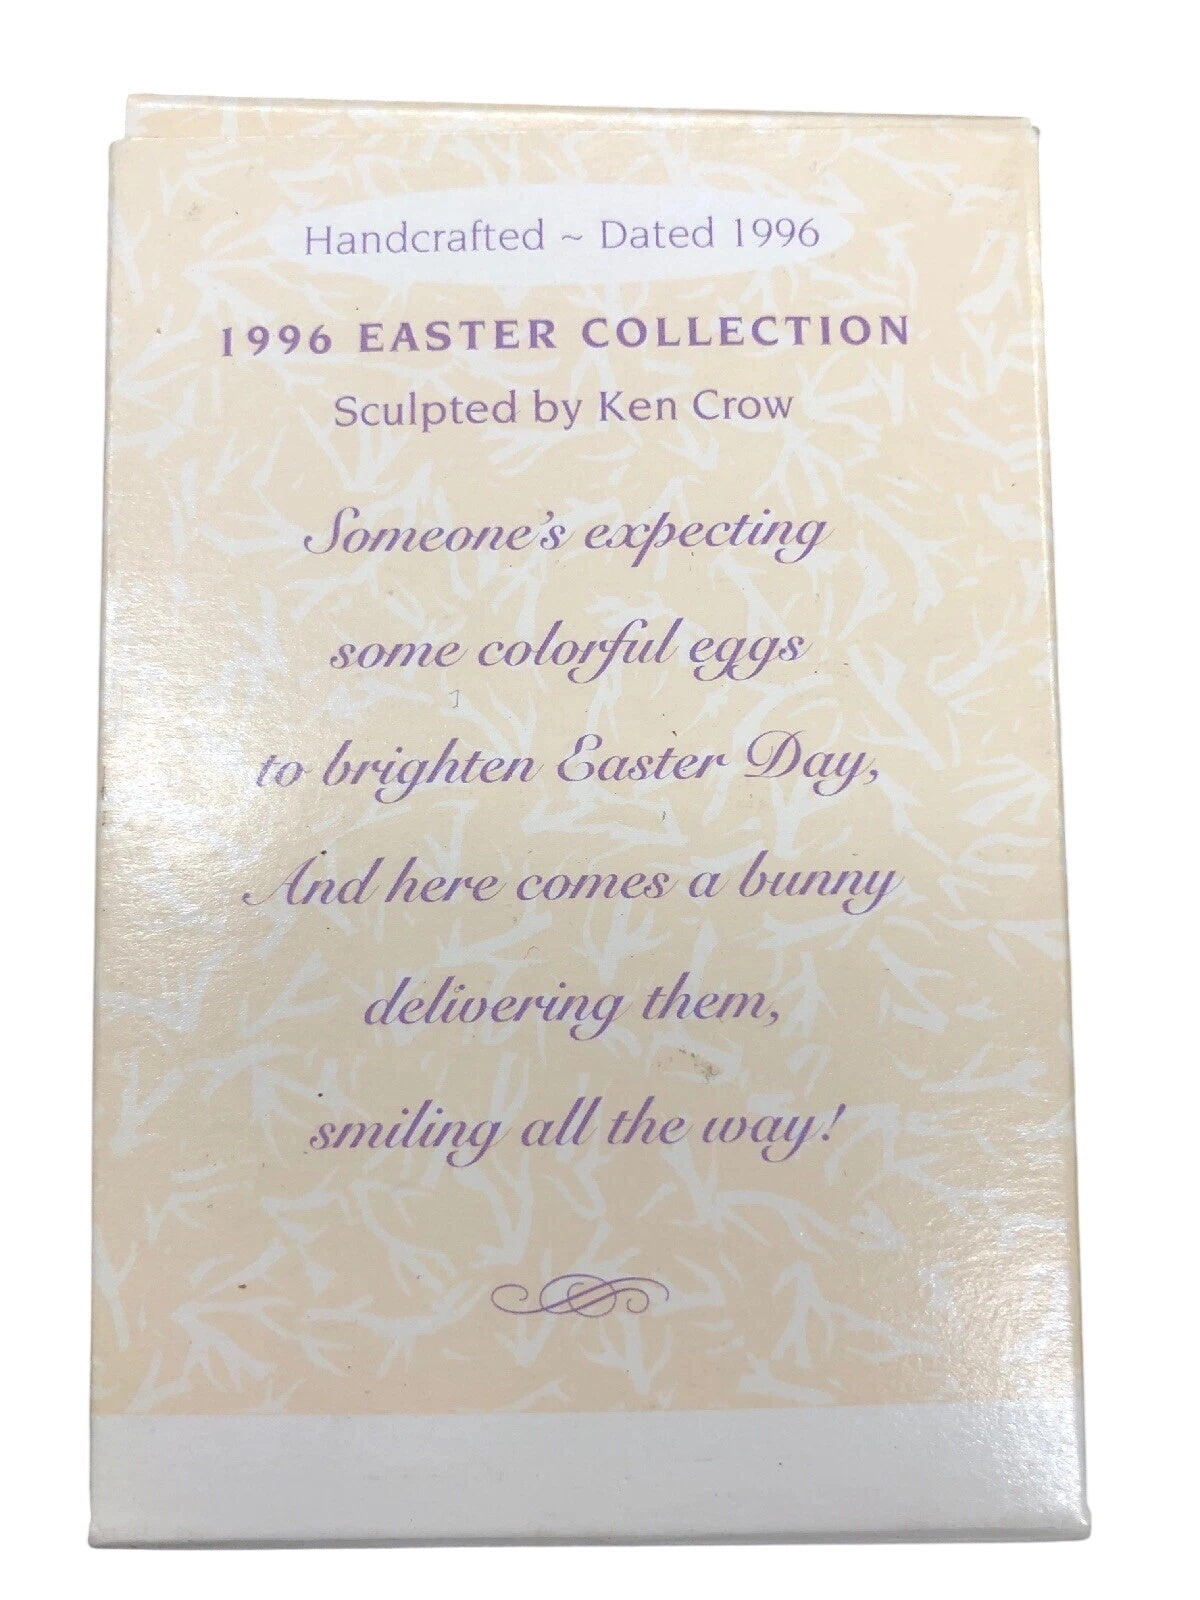 Handcrafted ~ Dated 1996
1996 EASTER COLLECTION
Sculpted by Ken Crow
Someone's expecting
some colorful eggs
to brighten Easter Day,
And here comes a bunny
delivering them,
smiling all the way!